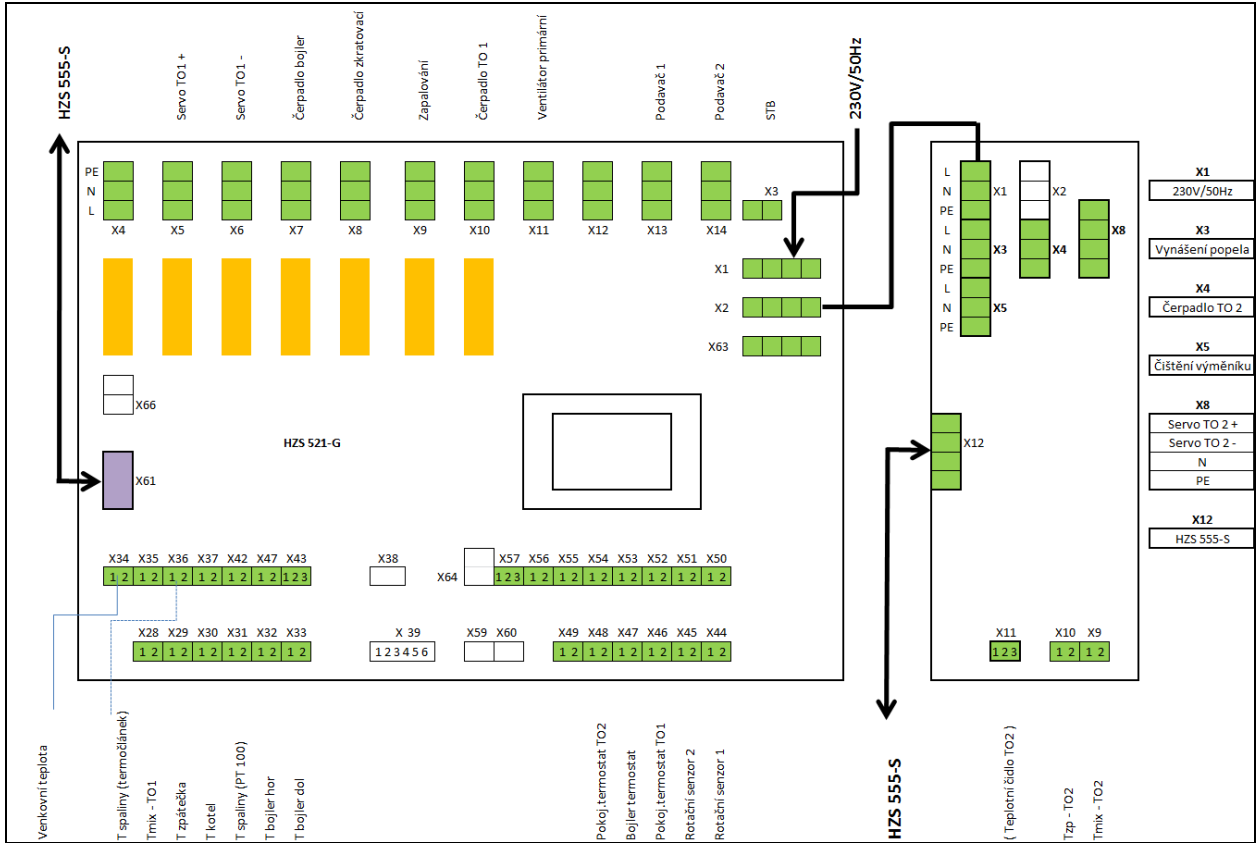 HZS 555-S
Servo TO1 +
Servo TO1 -
Čerpadlo bojler
Čerpadlo zkratovací
Zapalování
Čerpadlo TO 1
Ventilátor primární
Podavač 1
Podavač 2
STB
230V/50Hz
PE
N
L
X4
X5
X6
X7
X8
X9
X10
X11
X12
X13
X14
X3
X1
X2
X63
X66
X61
HZS 521-G
X34 X35 X36 X37 X42 X47 X43
1 2 1 2 1 2 1 2 1 2 1 2 1 2 3
X38
X64
X57 X56 X55 X54 X53 X52 X51 X50
1 2 3 1 2 1 2 1 2 1 2 1 2 1 2 1 2
X28 X29 X30 X31 X32 X33
1 2 1 2 1 2 1 2 1 2 1 2
X 39
1 2 3 4 5 6
X59 X60
X49 X48 X47 X46 X45 X44
1 2 1 2 1 2 1 2 1 2 1 2
Venkovní teplota
T spaliny (termočlánek)
Tmix - TO1
T zpátečka
T kotel
T spaliny (PT 100)
T bojler hor
T bojler dol
Pokoj.termostat TO2
Bojler termostat
Pokoj.termostat TO1
Rotační senzor 2
Rotační senzor 1
L
N
PE
L
N
PE
L
N
PE
X1
X2
X3
X4
X5
X8
X12
X11
1 2 3
X10 X9
1 2 1 2
HZS 555-S
( Teplotní čidlo TO2 )
Tzp - TO2
Tmix - TO2
X1
230V/50Hz
X3
Vynášení popela
X4
Čerpadlo TO 2
X5
Čištění výměníku
X8
Servo TO 2 +
Servo TO 2 -
N
PE
X12
HZS 555-S